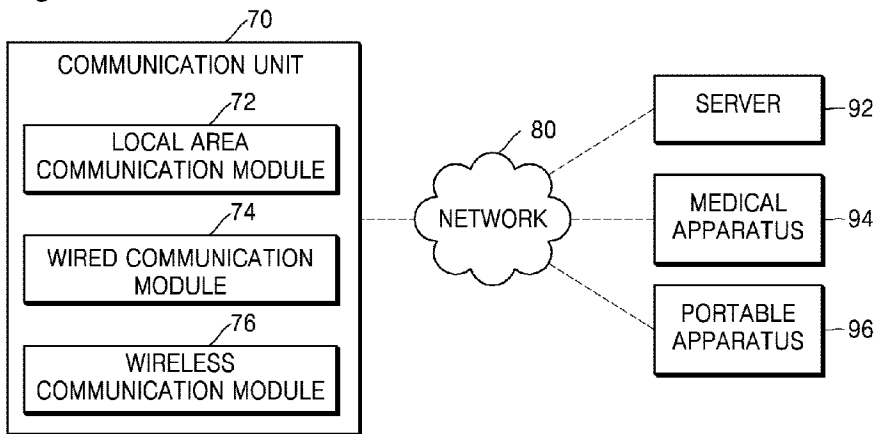 70
COMMUNICATION UNIT
72
LOCAL AREA
COMMUNICATION MODULE
74
WIRED COMMUNICATION
MODULE
76
WIRELESS
COMMUNICATION MODULE
80
NETWORK
SERVER
92
MEDICAL
APPARATUS
94
PORTABLE
APPARATUS
96